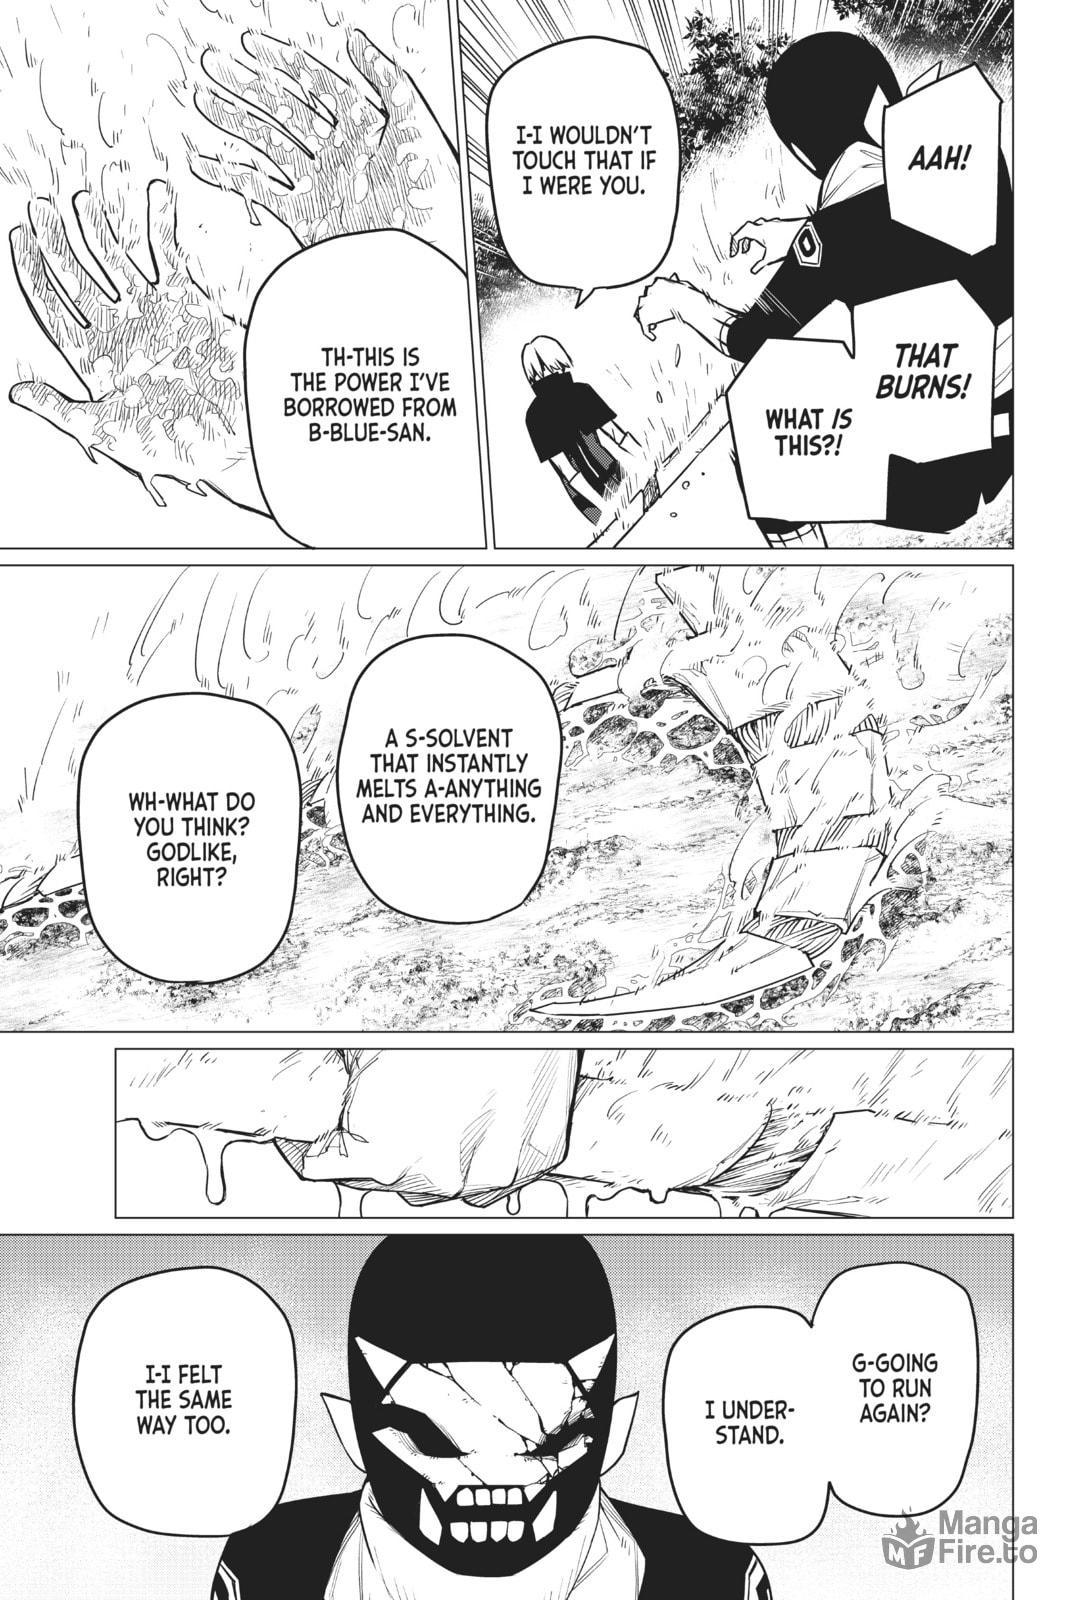 AAH!
I-I WOULDN'T
TOUCH THAT IF
I WERE YOU.
THAT
BURNS!
WHAT IS
THIS?!
TH-THIS IS
THE POWER I'VE
BORROWED FROM
B-BLUE-SAN.
A S-SOLVENT
THAT INSTANTLY
MELTS A-ANYTHING
AND EVERYTHING.
WH-WHAT DO
YOU THINK?
GODLIKE,
RIGHT?
G-GOING
TO RUN
AGAIN?
I UNDER-
STAND.
I-I FELT
THE SAME
WAY TOO.
MF
Manga
Fire.to